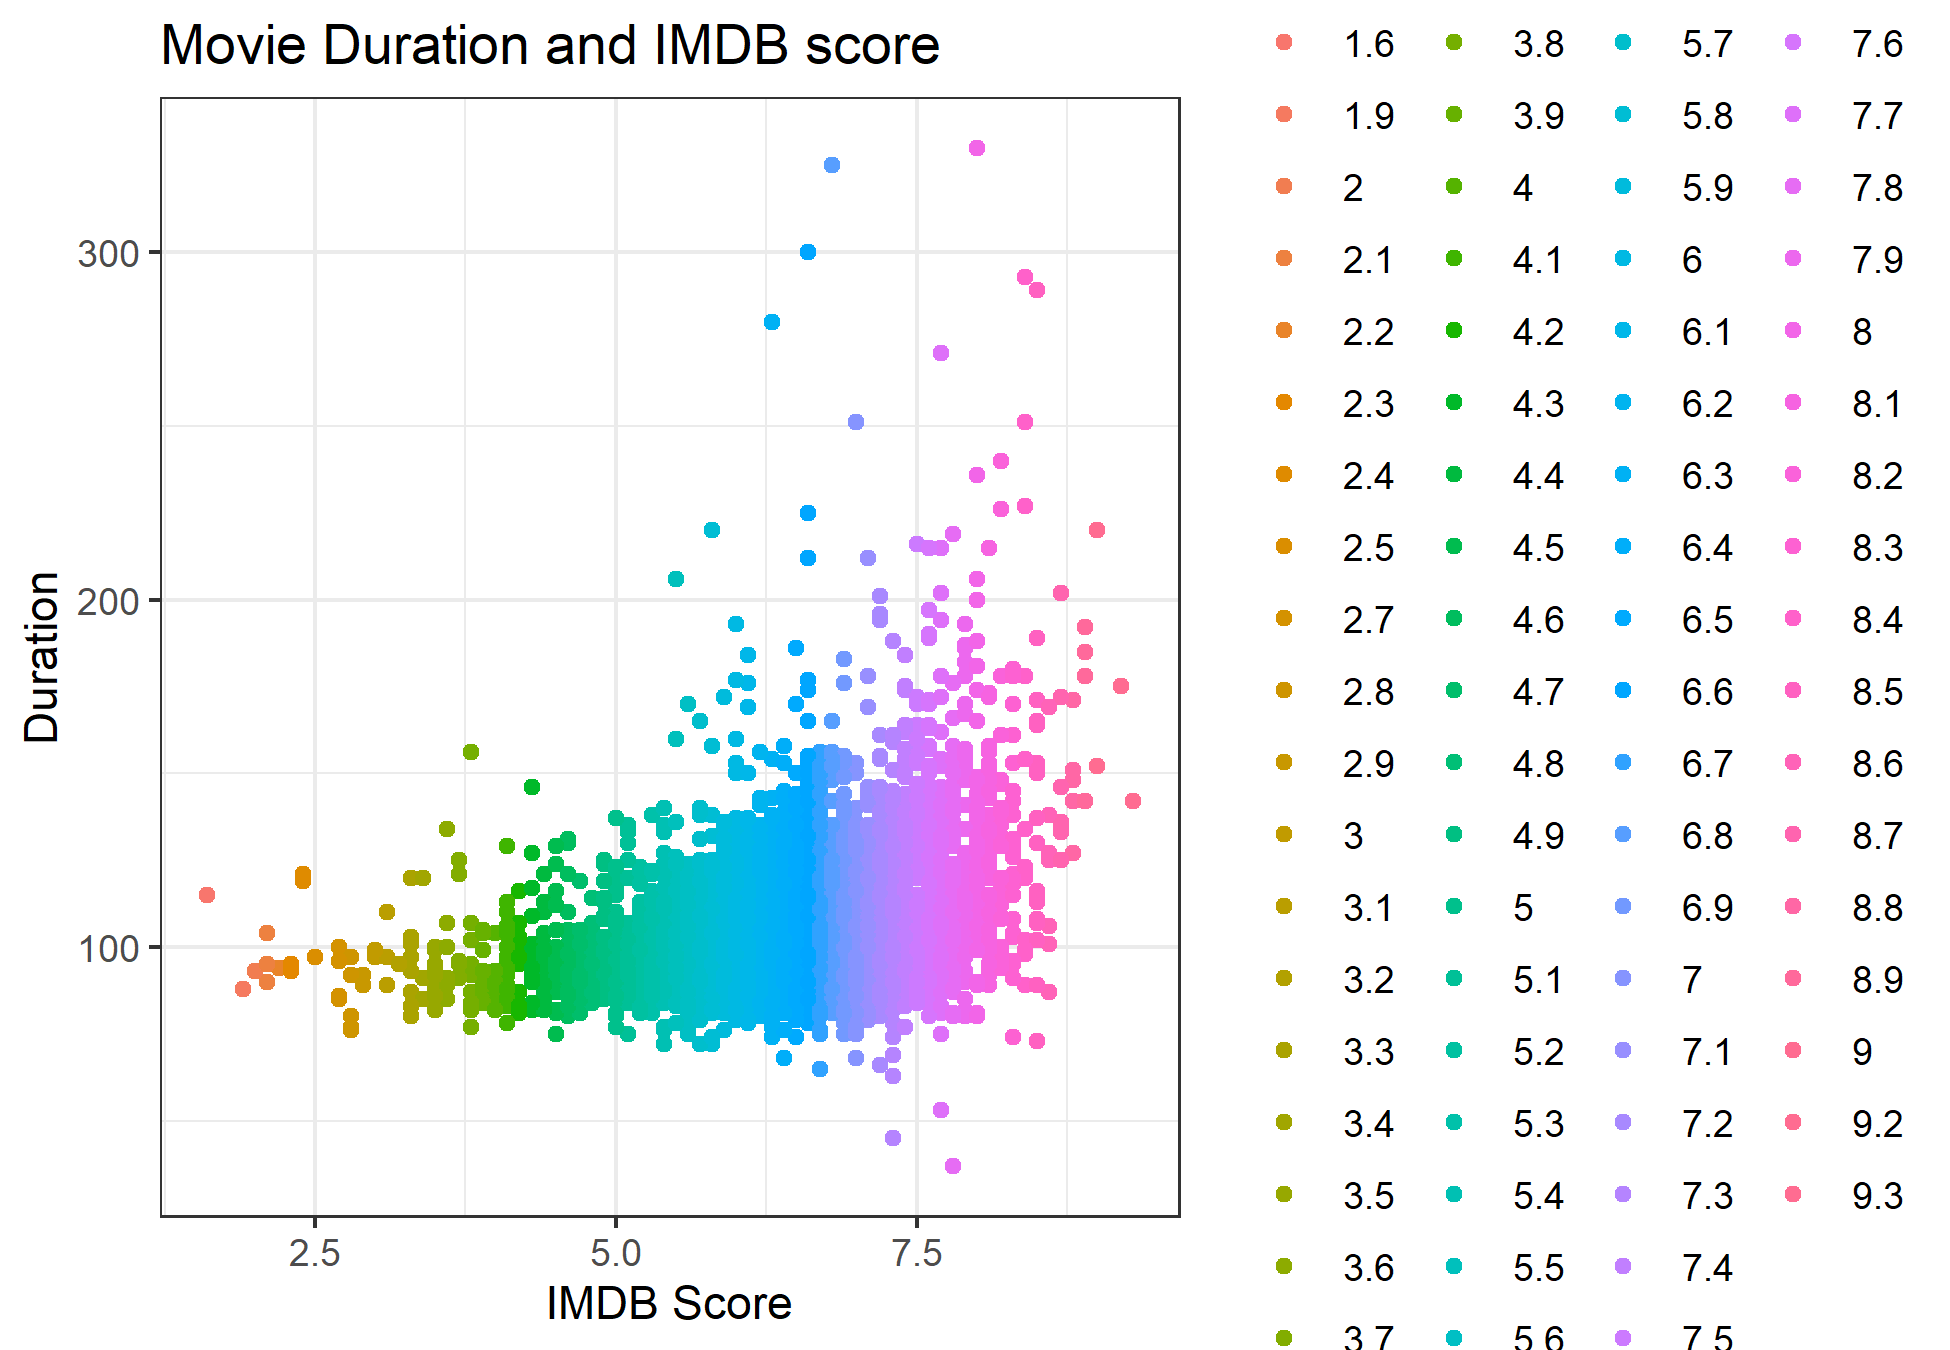 Movie Duration and IMDB score
300
200
100
Duration
2.5 5.0 7.5
IMDB Score
1.6 3.8 5.7 7.6
1.9 3.9 5.8 7.7
2 4 5.9 7.8
2.1 4.1 6 7.9
2.2 4.2 6.1 8
2.3 4.3 6.2 8.1
2.4 4.4 6.3 8.2
2.5 4.5 6.4 8.3
2.7 4.6 6.5 8.4
2.8 4.7 6.6 8.5
2.9 4.8 6.7 8.6
3 4.9 6.8 8.7
3.1 5 6.9 8.8
3.2 5.1 7 8.9
3.3 5.2 7.1 9
3.4 5.3 7.2 9.2
3.5 5.4 7.3 9.3
3.6 5.5 7.4
3.7 5.6 7.5